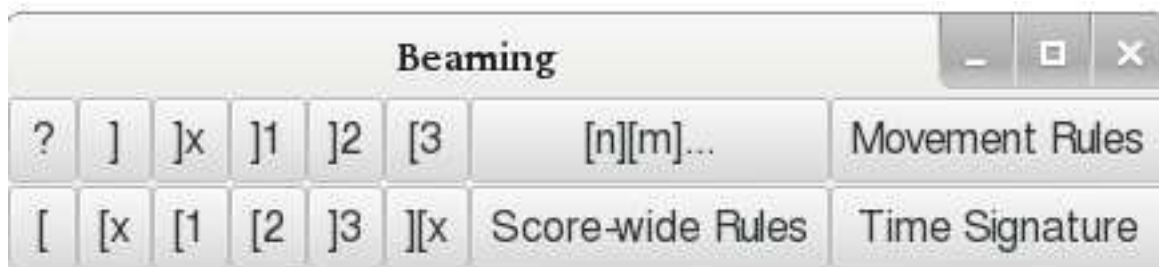 Beaming
? ] ]x ]1 ]2 [3 [n][m]... Movement Rules
[ [x [1 [2 ]3 ][x Score-wide Rules Time Signature